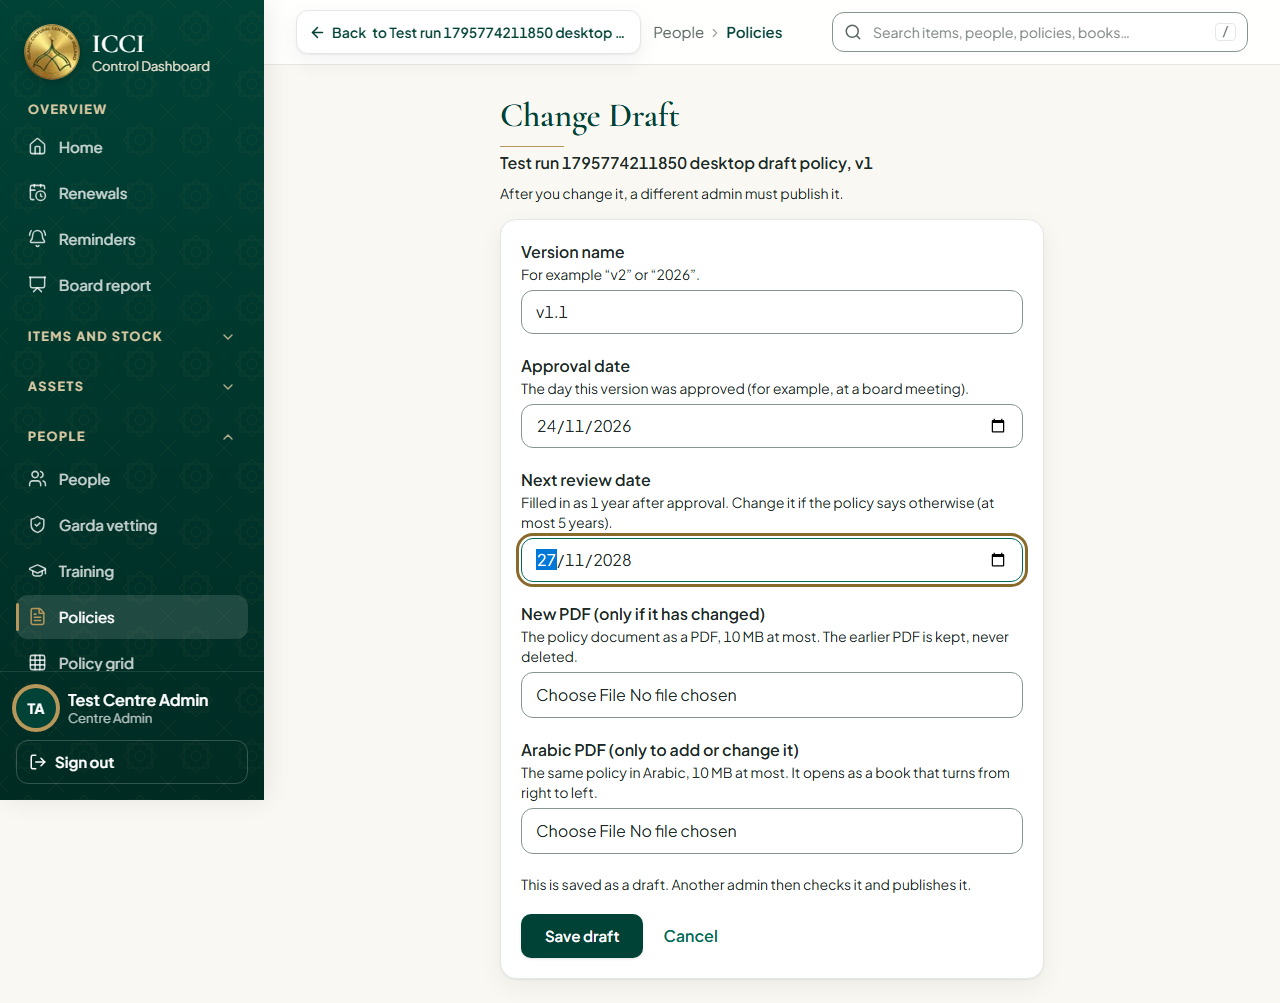 ICCI
Control Dashboard
OVERVIEW
Home
Renewals
Reminders
Board report
ITEMS AND STOCK
ASSETS
PEOPLE
People
Garda vetting
Training
Policies
Policy grid
TA
Test Centre Admin
Centre Admin
Sign out
Back to Test run 1795774211850 desktop ...
People > Policies
Search items, people, policies, books...
/
Change Draft
Test run 1795774211850 desktop draft policy, v1
After you change it, a different admin must publish it.
Version name
For example “v2” or “2026”.
v1.1
Approval date
The day this version was approved (for example, at a board meeting).
24/11/2026
Next review date
Filled in as 1 year after approval. Change it if the policy says otherwise (at
most 5 years).
27/11/2028
New PDF (only if it has changed)
The policy document as a PDF, 10 MB at most. The earlier PDF is kept, never
deleted.
Choose File No file chosen
Arabic PDF (only to add or change it)
The same policy in Arabic, 10 MB at most. It opens as a book that turns from
right to left.
Choose File No file chosen
This is saved as a draft. Another admin then checks it and publishes it.
Save draft
Cancel